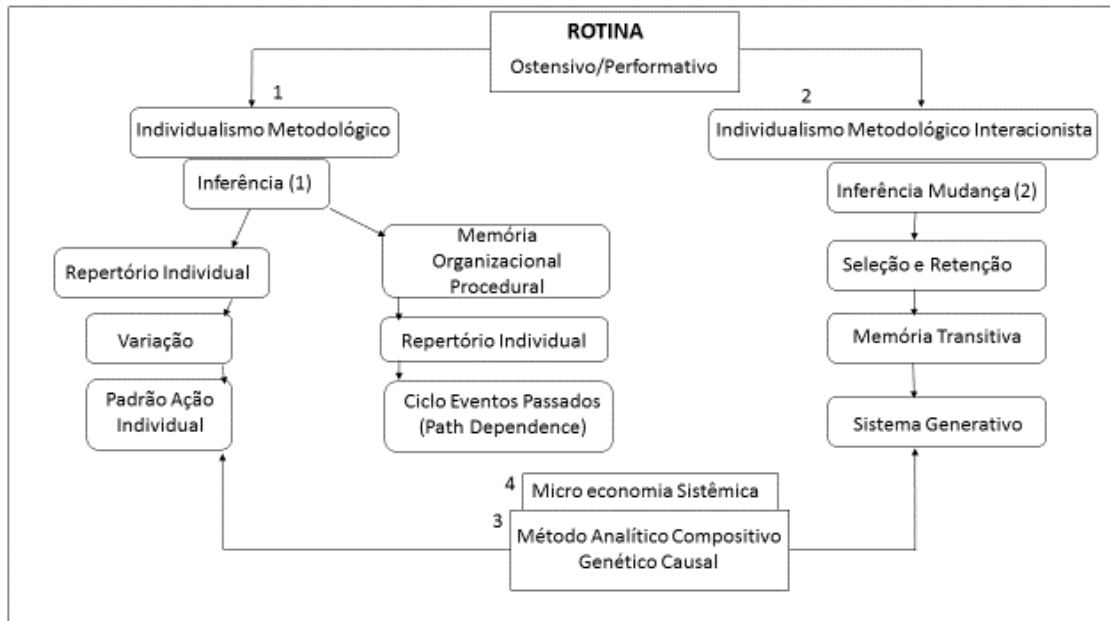 ROTINA
Ostensivo/Performativo
1
2
Individualismo Metodológico
Individualismo Metodológico Interacionista
Inferência (1)
Inferência Mudança (2)
Repertório Individual
Memória
Organizacional
Procedural
Seleção e Retenção
Variação
Repertório Individual
Memória Transitiva
Padrão Ação
Individual
Ciclo Eventos Passados
(Path Dependence)
Sistema Generativo
4
Micro economia Sistêmica
3
Método Analítico Compositivo
Genético Causal